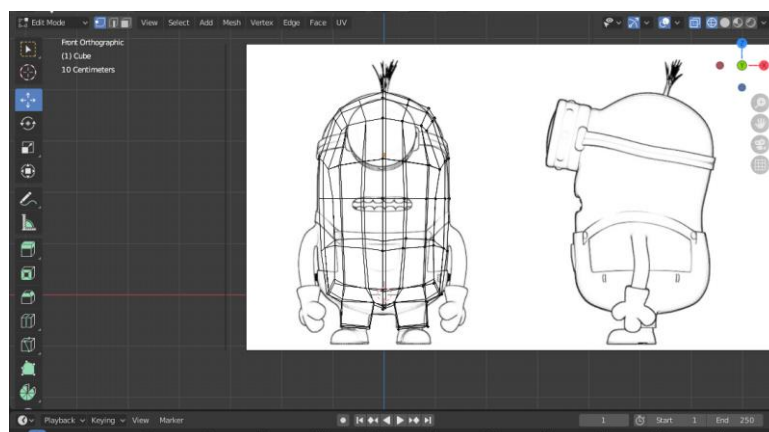 Edit Mode View Select Add Mesh Vertex Edge Face UV
Front Orthographic
(1) Cube
10 Centimeters
Playback Keying View Marker 1 Start 1 End 250